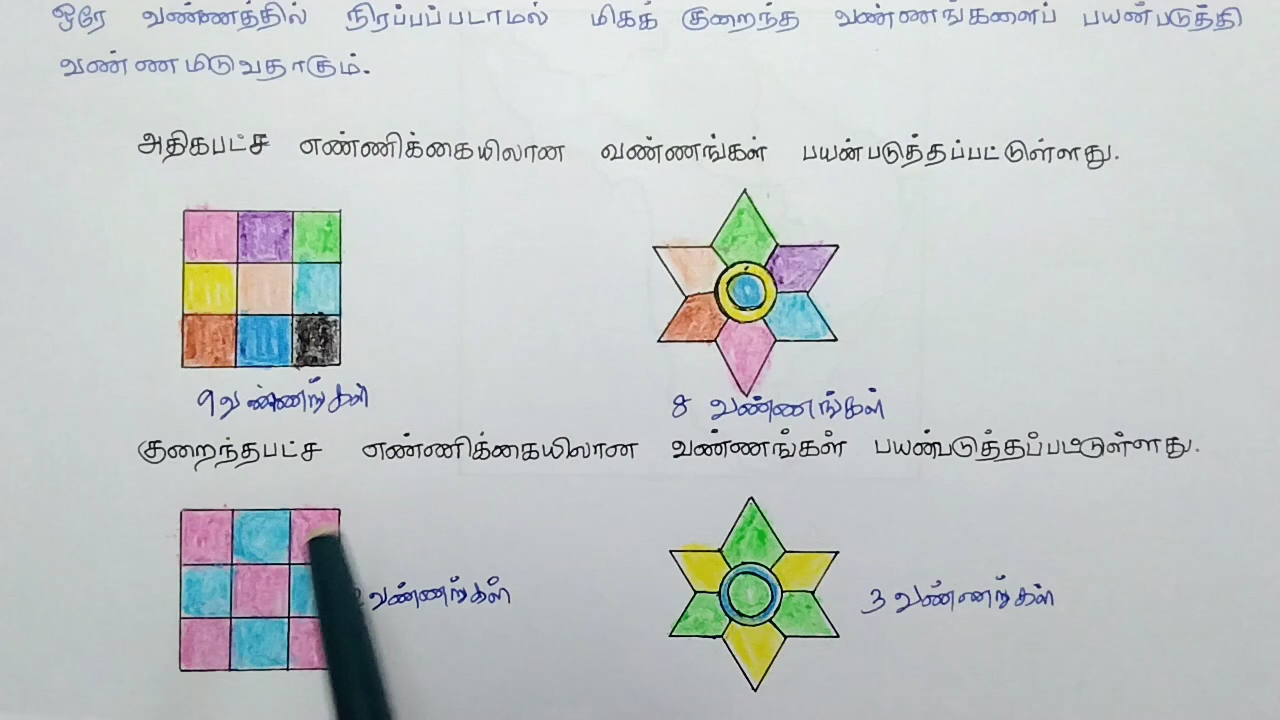 ஒரே வண்ணத்தில் நிரப்பப்படாமல் மிகக் குறைந்த வண்ணங்களைப் பயன்படுத்தி
வண்ணமிடுவதாகும்.
அதிகபட்ச எண்ணிக்கையிலான வண்ணங்கள் பயன்படுத்தப்பட்டுள்ளது.
9 வண்ணங்கள் 8 வண்ணங்கள்
குறைந்தபட்ச எண்ணிக்கையிலான வண்ணங்கள் பயன்படுத்தப்பட்டுள்ளது.
2 வண்ணங்கள் 3 வண்ணங்கள்